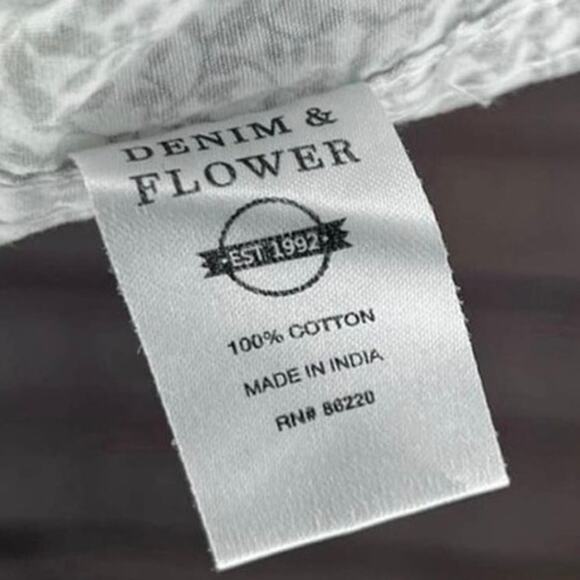 DENIM &
FLOWER
·EST 1992·
100% COTTON
MADE IN INDIA
RN# 86220